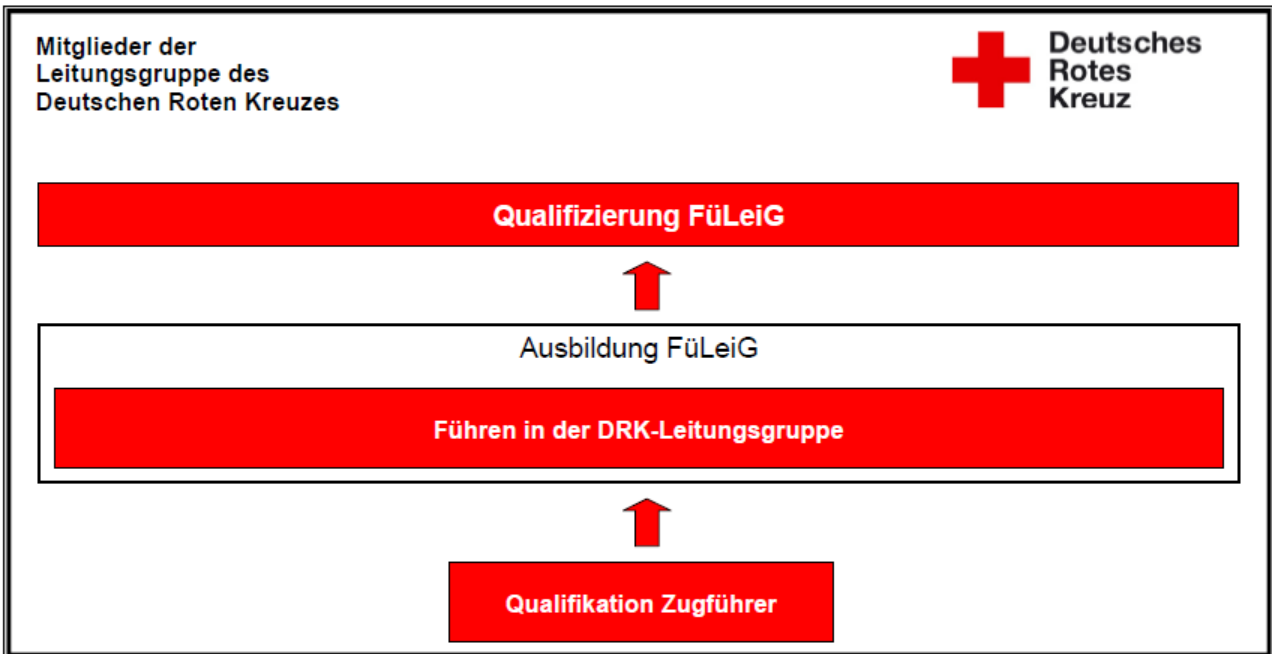 Mitglieder der
Leitungsgruppe des
Deutschen Roten Kreuzes
Deutsches
Rotes
Kreuz
Qualifizierung FüLeiG
Ausbildung FüLeiG
Führen in der DRK-Leitungsgruppe
Qualifikation Zugführer